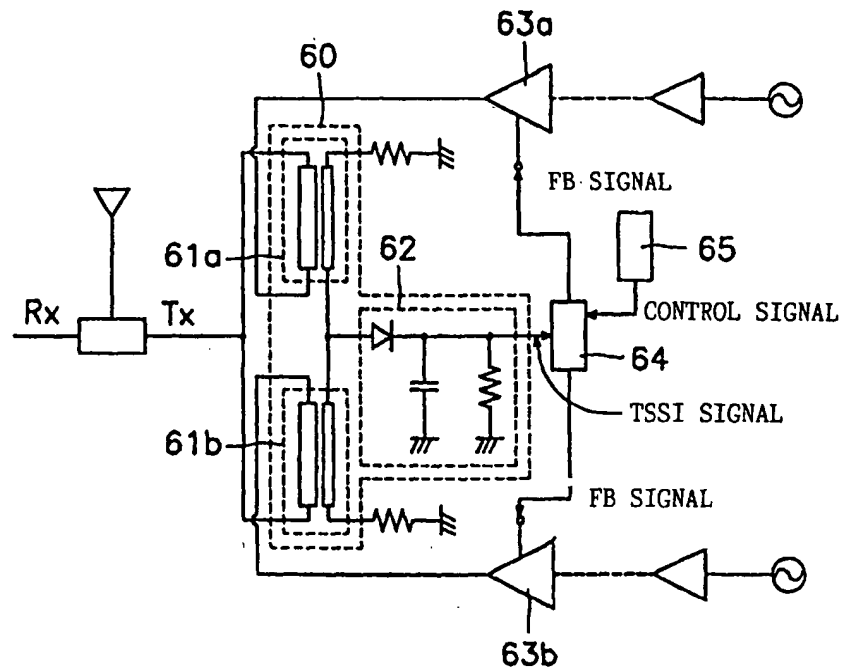 63a
60
FB SIGNAL
65
61a
62
Rx
Tx
CONTROL SIGNAL
64
TSSI SIGNAL
61b
FB SIGNAL
63b